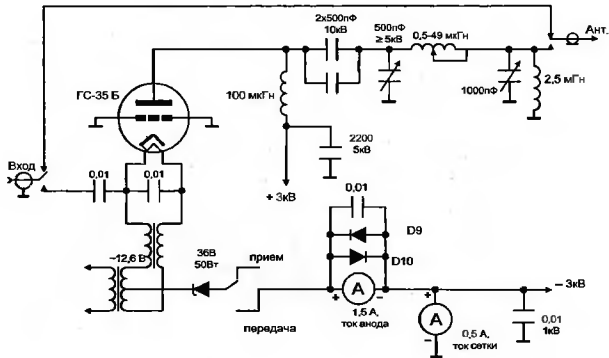 2x500пФ
10кВ
500пФ
≥5кВ
0,5-49 мкГн
Ант.
ГС-35 Б
100 мкГн
1000пФ
2,5 мГн
2200
5кВ
Вход
0,01
0,01
+ 3кВ
0,01
D9
D10
~12,6 В
36В
50Вт
прием
передача
+
A
-
1,5 А,
ток анода
+
A
-
0,5 А,
ток сетки
– 3кВ
0,01
1кВ